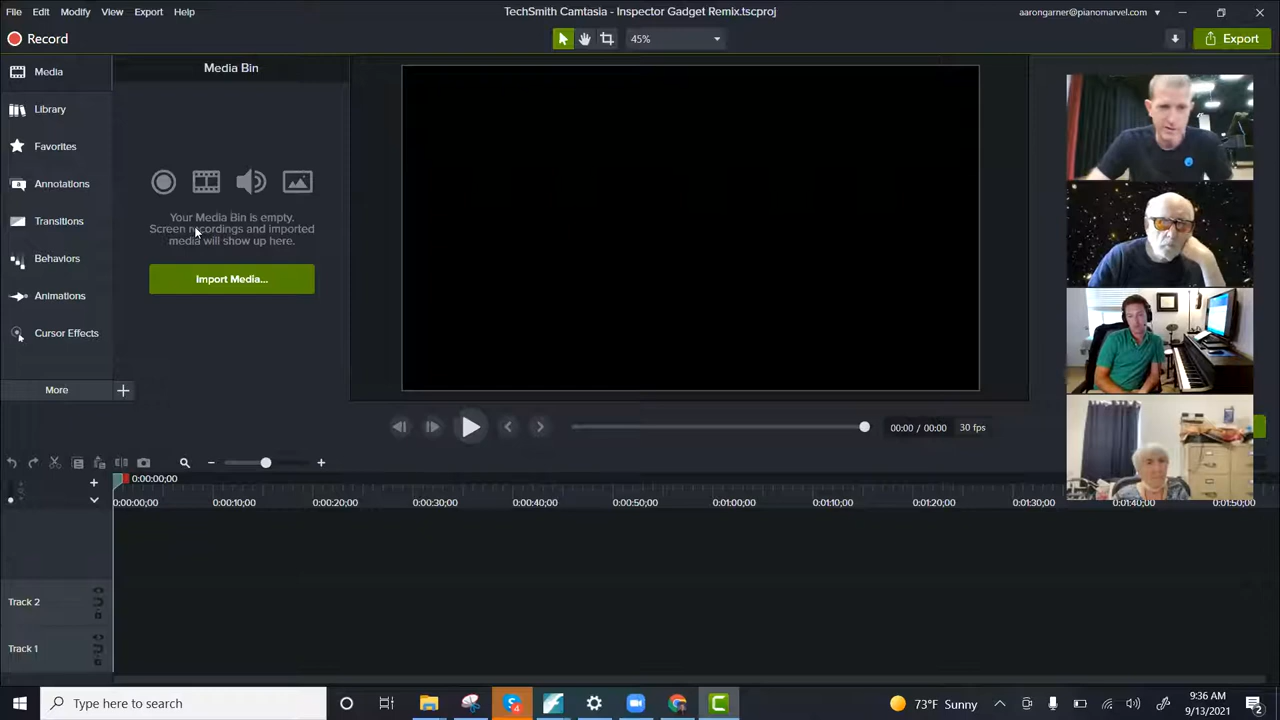 File Edit Modify View Export Help
TechSmith Camtasia - Inspector Gadget Remix.tscproj
aarongarner@pianomarvel.com
Record
45%
Export
Media
Library
Favorites
Annotations
Transitions
Behaviors
Animations
Cursor Effects
More
Media Bin
Your Media Bin is empty.
Screen recordings and imported
media will show up here.
Import Media...
00:00 / 00:00 30 fps
0:00:00;00
0:00:00;00 0:00:10;00 0:00:20;00 0:00:30;00 0:00:40;00 0:00:50;00 0:01:00;00 0:01:10;00 0:01:20;00 0:01:30;00 0:01:40;00 0:01:50;00
Track 2
Track 1
Type here to search
4
73°F Sunny
9:36 AM
9/13/2021
2